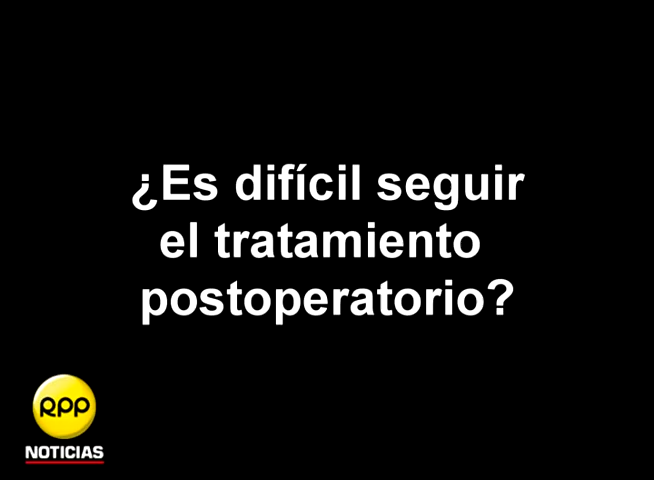 ¿Es difícil seguir
el tratamiento
postoperatorio?
RPP
NOTICIAS